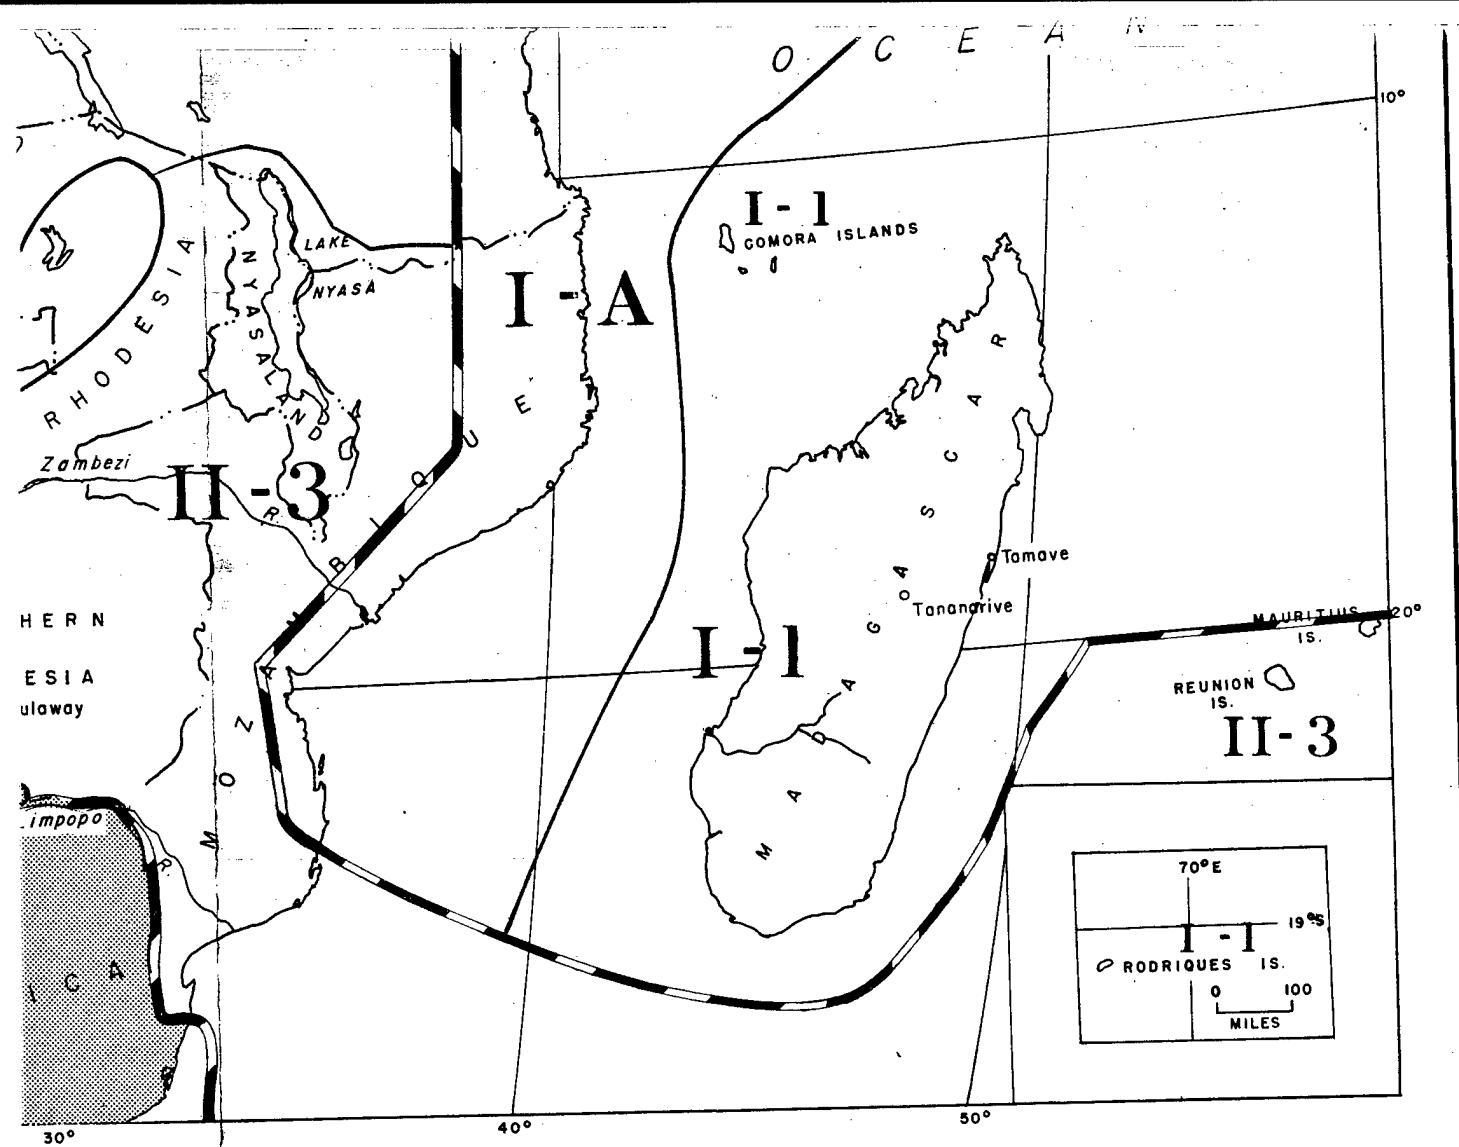 OCEAN
10°
I-1
COMORA ISLANDS
LAKE
NYASA
I-A
RHODESIA
NYASALAND
MADAGASCAR
Zambezi
R.
II-3
MOZAMBIQUE
Tamave
Tananarive
HERN
ESIA
ulaway
I-1
MAURITIUS
IS.
20°
REUNION
IS.
II-3
impopo
R.
ICA
70°E
19°S
I-1
RODRIQUES IS.
0 100
MILES
30°
40°
50°